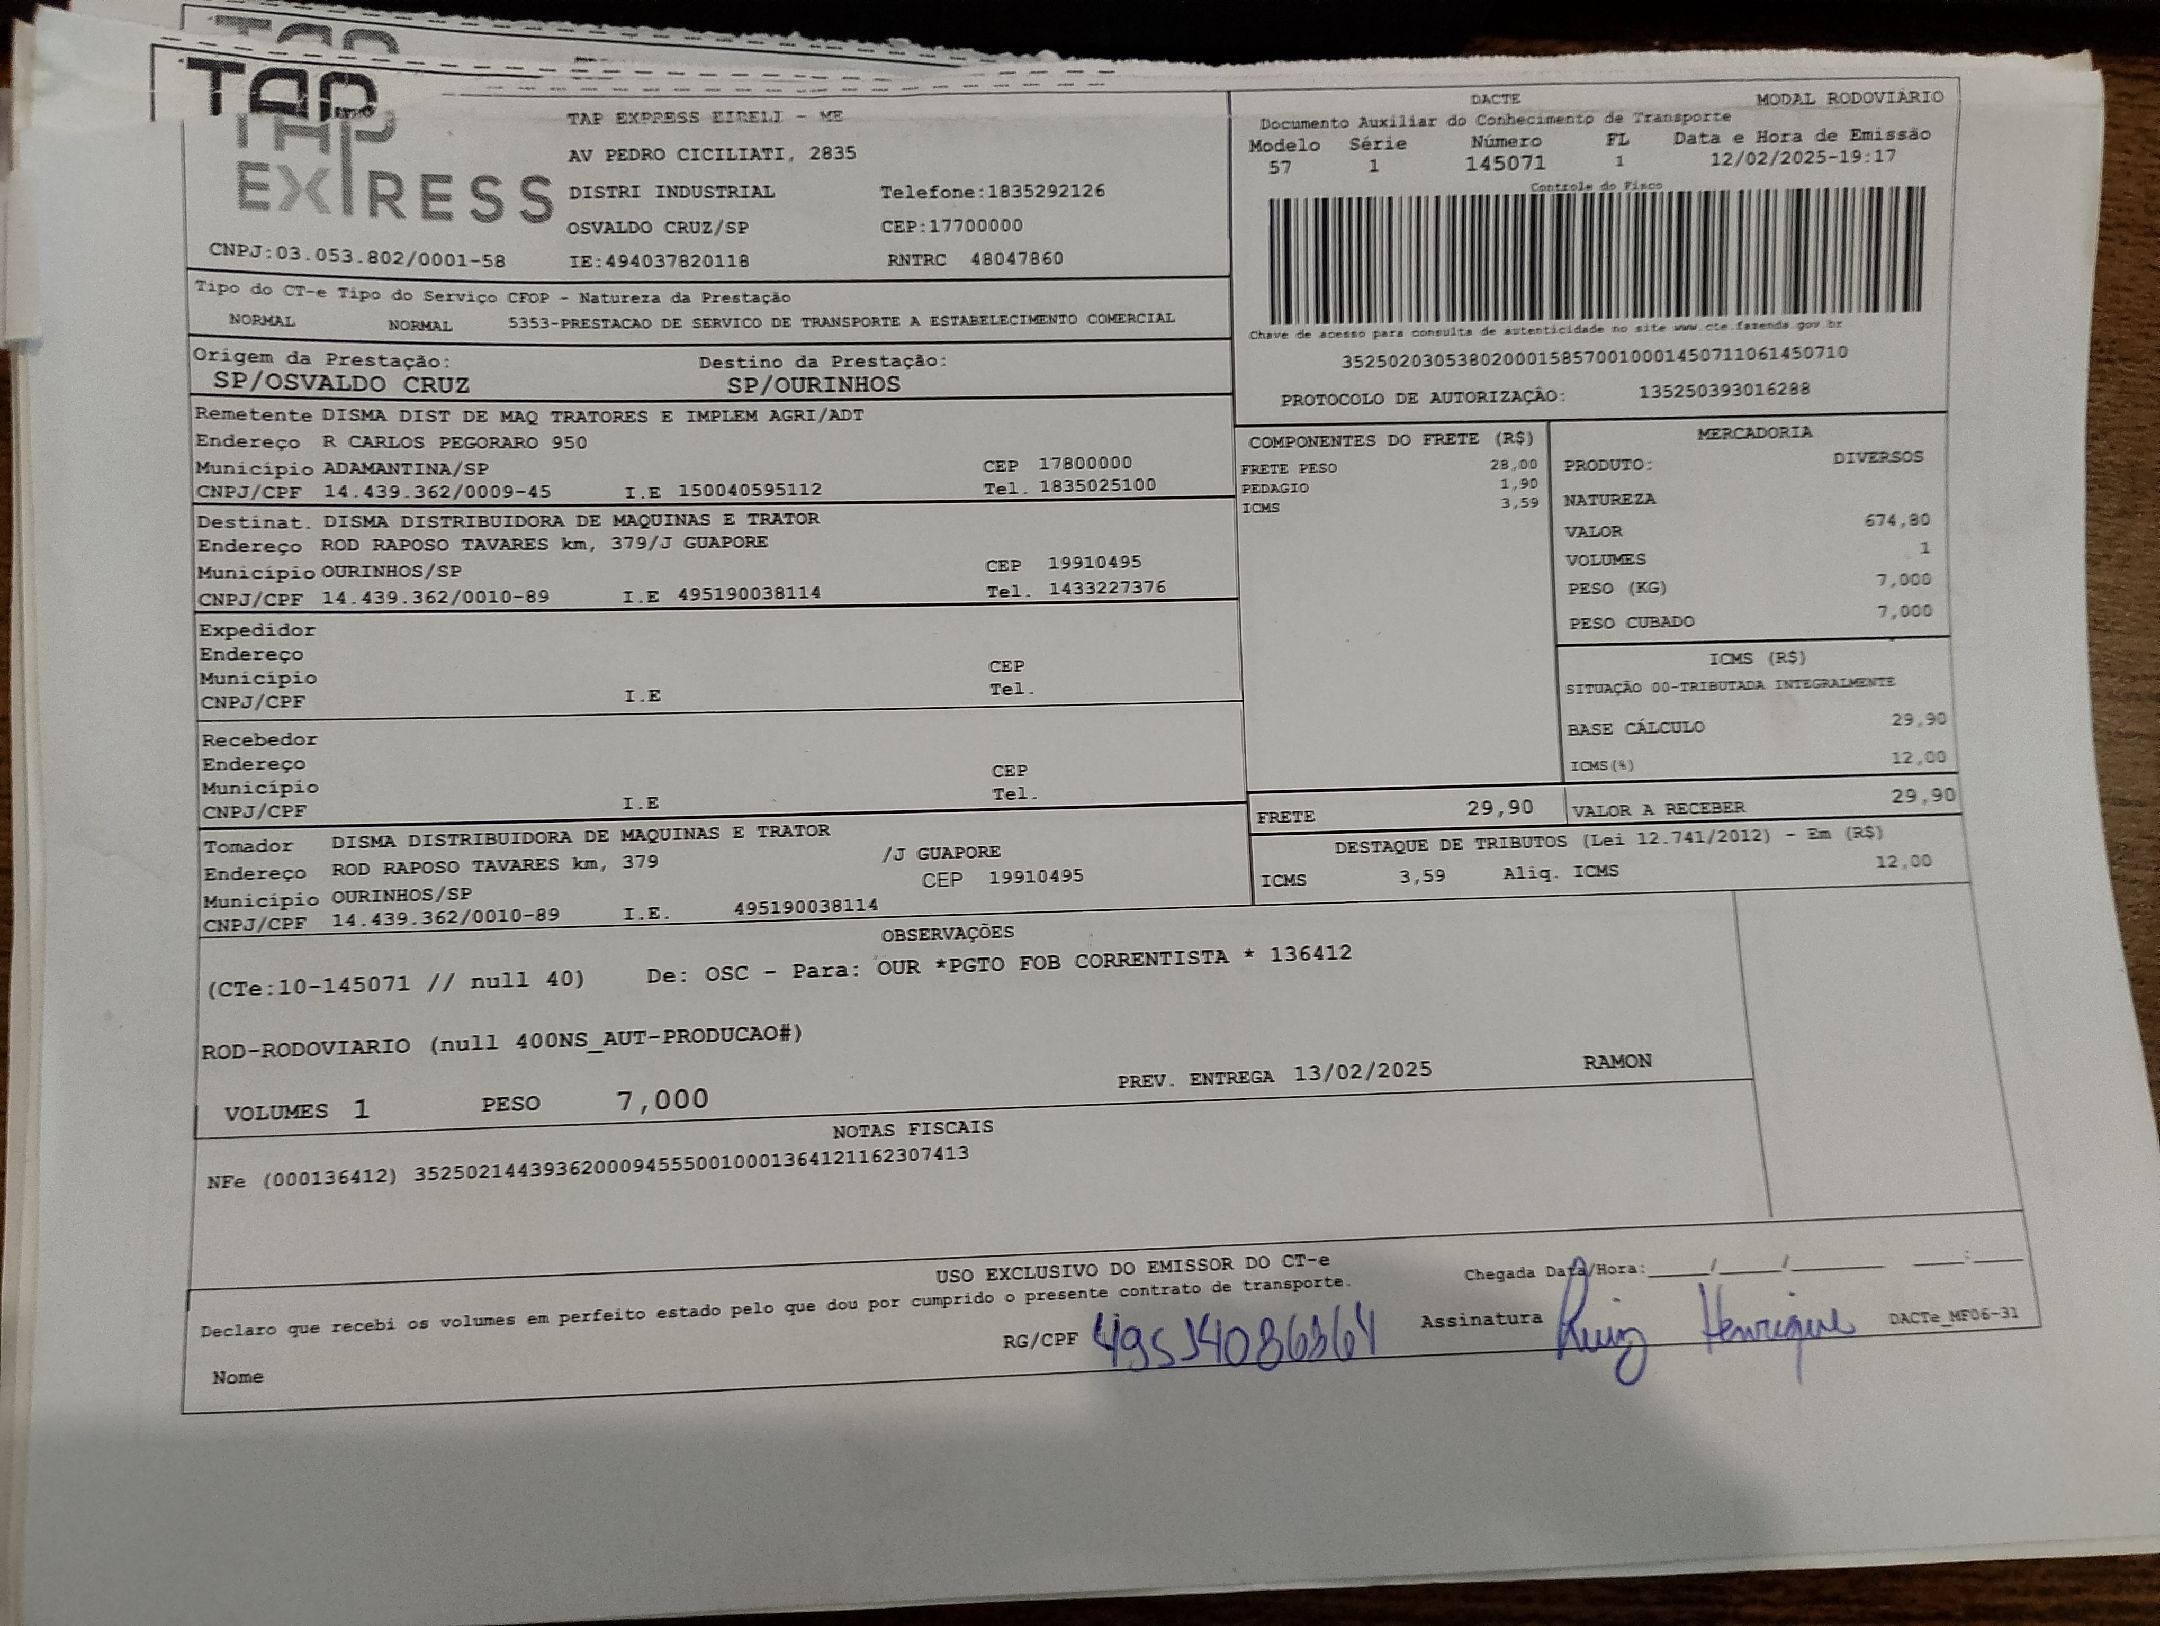 TAP
TAP
EXPRESS
TAP EXPRESS EIRELI - ME
AV PEDRO CICILIATI, 2835
DISTRI INDUSTRIAL Telefone:1835292126
OSVALDO CRUZ/SP CEP:17700000
CNPJ:03.053.802/0001-58 IE:494037820118 RNTRC 48047860
DACTE MODAL RODOVIÁRIO
Documento Auxiliar do Conhecimento de Transporte
Modelo Série Número FL Data e Hora de Emissão
57 1 145071 1 12/02/2025-19:17
Controle do Fisco
Chave de acesso para consulta de autenticidade no site www.cte.fazenda.gov.br
35250203053802000158570010001450711061450710
PROTOCOLO DE AUTORIZAÇÃO: 135250393016288
Tipo do CT-e Tipo do Serviço CFOP - Natureza da Prestação
NORMAL NORMAL 5353-PRESTACAO DE SERVICO DE TRANSPORTE A ESTABELECIMENTO COMERCIAL
Origem da Prestação: Destino da Prestação:
SP/OSVALDO CRUZ SP/OURINHOS
Remetente DISMA DIST DE MAQ TRATORES E IMPLEM AGRI/ADT
Endereço R CARLOS PEGORARO 950
Município ADAMANTINA/SP CEP 17800000
CNPJ/CPF 14.439.362/0009-45 I.E 150040595112 Tel. 1835025100
Destinat. DISMA DISTRIBUIDORA DE MAQUINAS E TRATOR
Endereço ROD RAPOSO TAVARES km, 379/J GUAPORE
Município OURINHOS/SP CEP 19910495
CNPJ/CPF 14.439.362/0010-89 I.E 495190038114 Tel. 1433227376
Expedidor
Endereço
Município CEP
CNPJ/CPF I.E Tel.
Recebedor
Endereço
Município CEP
CNPJ/CPF I.E Tel.
Tomador DISMA DISTRIBUIDORA DE MAQUINAS E TRATOR
Endereço ROD RAPOSO TAVARES km, 379 /J GUAPORE
Município OURINHOS/SP CEP 19910495
CNPJ/CPF 14.439.362/0010-89 I.E. 495190038114
COMPONENTES DO FRETE (R$)
FRETE PESO 28,00
PEDAGIO 1,90
ICMS 3,59
MERCADORIA
PRODUTO: DIVERSOS
NATUREZA
VALOR 674,80
VOLUMES 1
PESO (KG) 7,000
PESO CUBADO 7,000
ICMS (R$)
SITUAÇÃO 00-TRIBUTADA INTEGRALMENTE
BASE CÁLCULO 29,90
ICMS(%) 12,00
FRETE 29,90 VALOR A RECEBER 29,90
DESTAQUE DE TRIBUTOS (Lei 12.741/2012) - Em (R$)
ICMS 3,59 Aliq. ICMS 12,00
OBSERVAÇÕES
(CTe:10-145071 // null 40) De: OSC - Para: OUR *PGTO FOB CORRENTISTA * 136412
ROD-RODOVIARIO (null 400NS_AUT-PRODUCAO#)
VOLUMES 1 PESO 7,000 PREV. ENTREGA 13/02/2025 RAMON
NOTAS FISCAIS
NFe (000136412) 35250214439362000945550010001364121162307413
USO EXCLUSIVO DO EMISSOR DO CT-e
Declaro que recebi os volumes em perfeito estado pelo que dou por cumprido o presente contrato de transporte.
Chegada Data/Hora:____/____/______ ___:___
Nome RG/CPF Assinatura Henrique DACTe_MF06-31